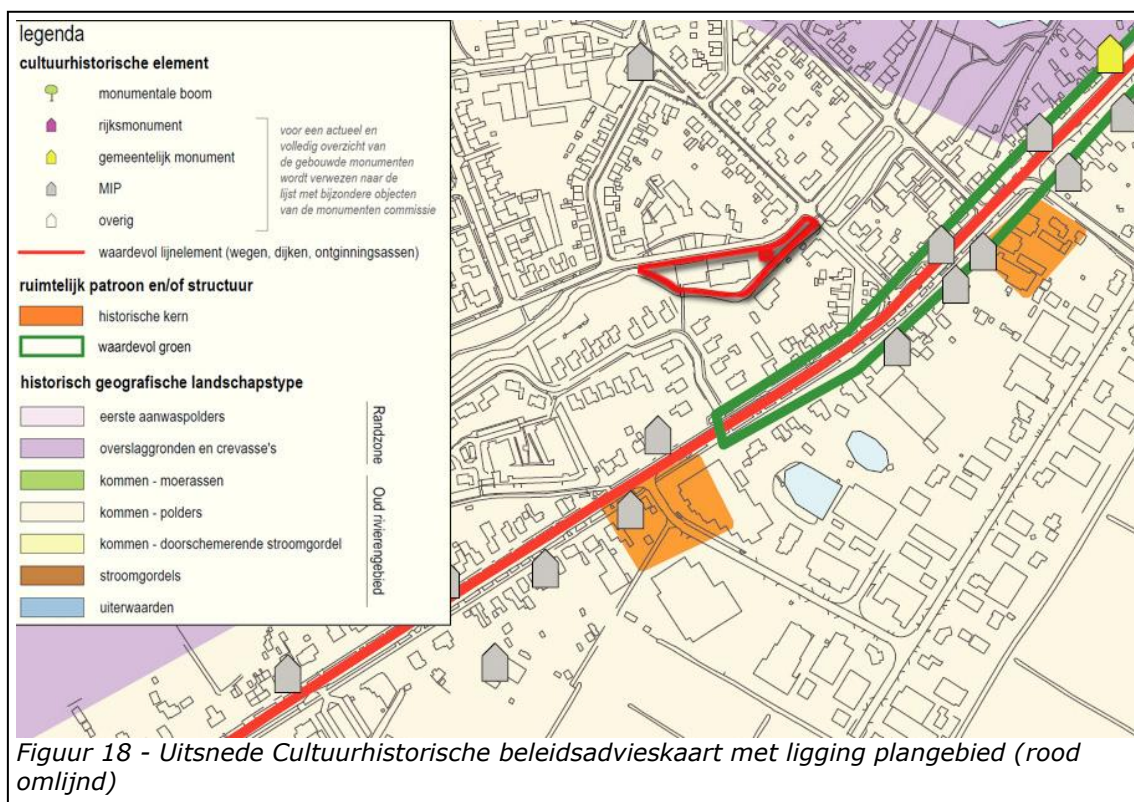 legenda
cultuurhistorische element
monumentale boom
rijksmonument
gemeentelijk monument
MIP
overig
voor een actueel en
volledig overzicht van
de gebouwde monumenten
wordt verwezen naar de
lijst met bijzondere objecten
van de monumenten commissie
waardevol lijnelement (wegen, dijken, ontginningsassen)
ruimtelijk patroon en/of structuur
historische kern
waardevol groen
historisch geografische landschapstype
eerste aanwaspolders
overslaggronden en crevasse's
Randzone
kommen - moerassen
kommen - polders
kommen - doorschemerende stroomgordel
stroomgordels
uiterwaarden
Oud rivierengebied
Figuur 18 - Uitsnede Cultuurhistorische beleidsadvieskaart met ligging plangebied (rood
omlijnd)